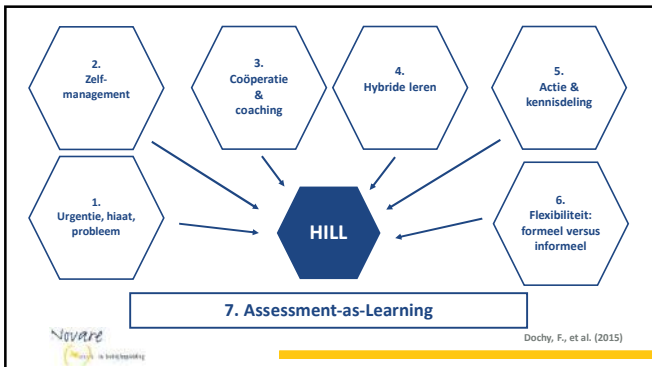 2.
Zelf-
management
3.
Coöperatie
&
coaching
4.
Hybride leren
5.
Actie &
kennisdeling
1.
Urgentie, hiaat,
probleem
HILL
6.
Flexibiliteit:
formeel versus
informeel
7. Assessment-as-Learning
Novare
Dochy, F., et al. (2015)